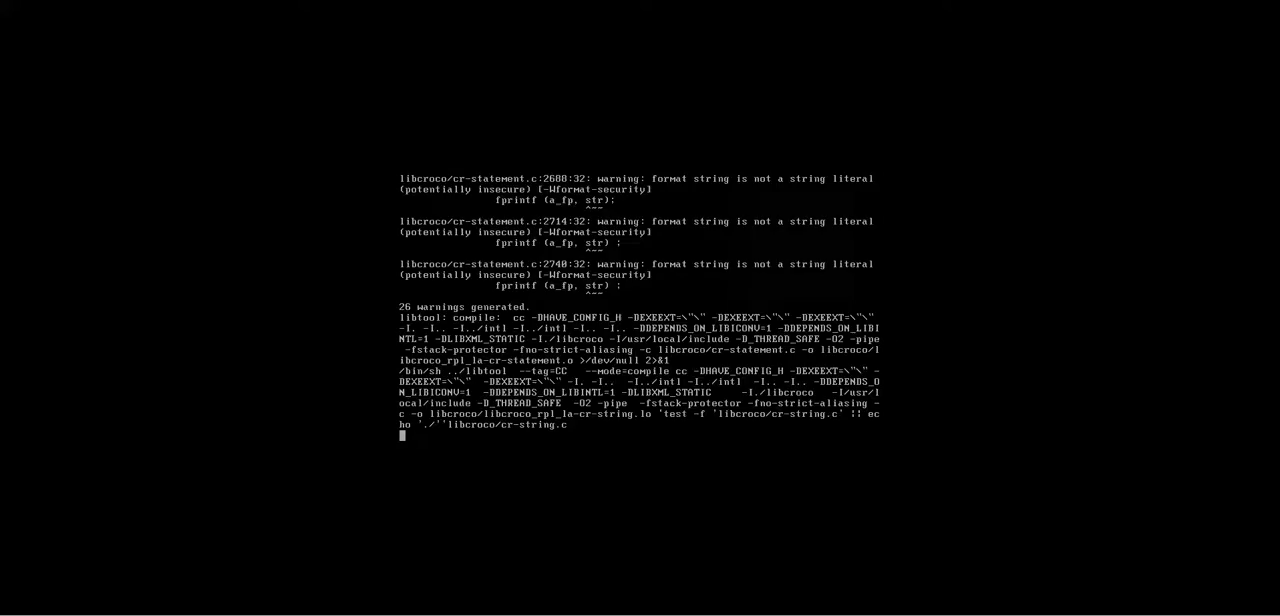 libcroco/cr-statement.c:2688:32: warning: format string is not a string literal
(potentially insecure) [-Wformat-security]
fprintf (a_fp, str);
^~~
libcroco/cr-statement.c:2714:32: warning: format string is not a string literal
(potentially insecure) [-Wformat-security]
fprintf (a_fp, str) ;
^~~
libcroco/cr-statement.c:2740:32: warning: format string is not a string literal
(potentially insecure) [-Wformat-security]
fprintf (a_fp, str) ;
^~~
26 warnings generated.
libtool: compile:  cc -DHAVE_CONFIG_H -DEXEEXT=\"\" -DEXEEXT=\"\" -DEXEEXT=\"\"
-I. -I.. -I../intl -I../intl -I.. -I.. -DDEPENDS_ON_LIBICONV=1 -DDEPENDS_ON_LIBI
NTL=1 -DLIBXML_STATIC -I./libcroco -I/usr/local/include -D_THREAD_SAFE -O2 -pipe
-fstack-protector -fno-strict-aliasing -c libcroco/cr-statement.c -o libcroco/l
ibcroco_rpl_la-cr-statement.o >/dev/null 2>&1
/bin/sh ../libtool  --tag=CC   --mode=compile cc -DHAVE_CONFIG_H -DEXEEXT=\"\" -
DEXEEXT=\"\"  -DEXEEXT=\"\" -I. -I..  -I../intl -I../intl  -I.. -I.. -DDEPENDS_O
N_LIBICONV=1  -DDEPENDS_ON_LIBINTL=1 -DLIBXML_STATIC     -I./libcroco   -I/usr/l
ocal/include -D_THREAD_SAFE  -O2 -pipe  -fstack-protector -fno-strict-aliasing -
c -o libcroco/libcroco_rpl_la-cr-string.lo 'test -f 'libcroco/cr-string.c' || ec
ho './''libcroco/cr-string.c